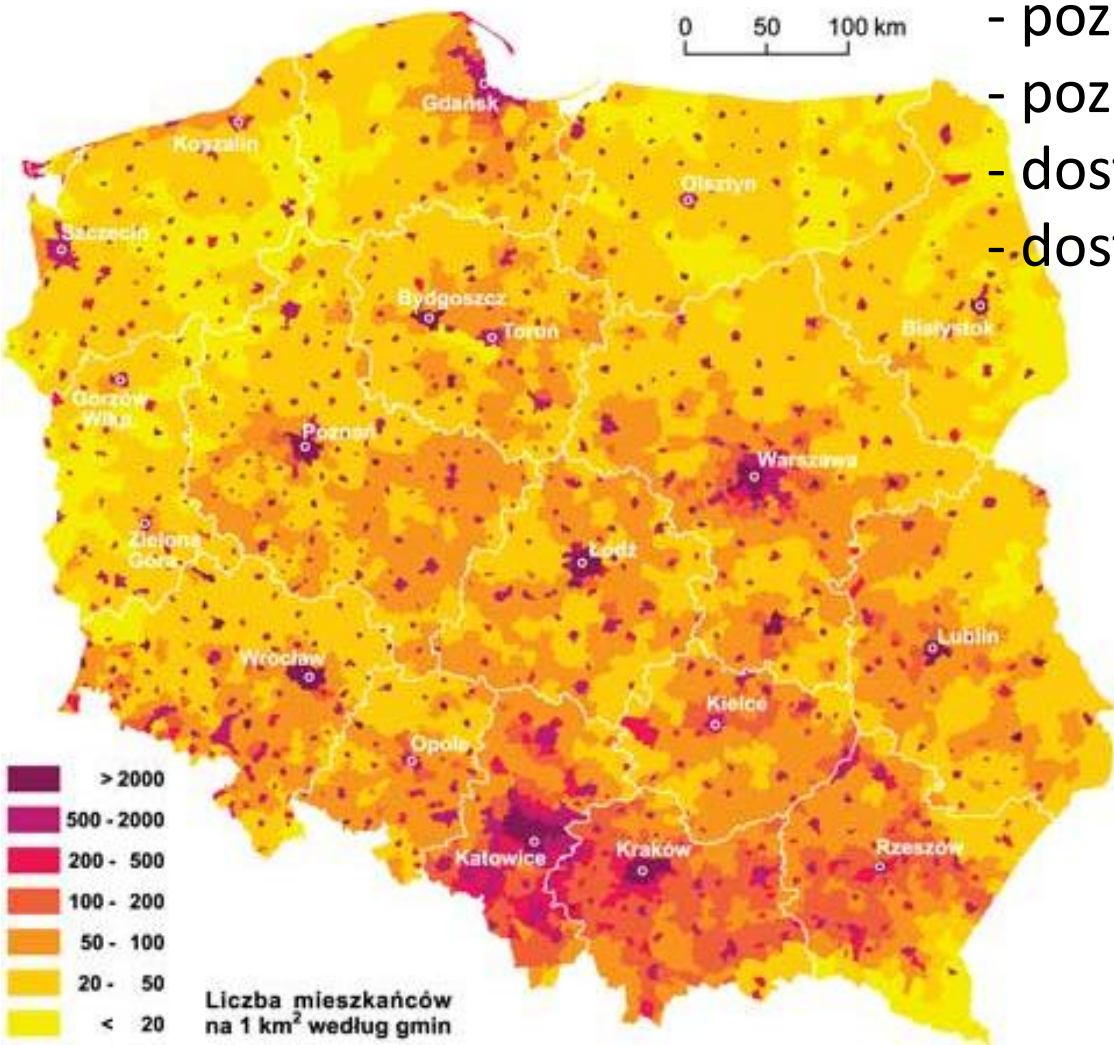 0 50 100 km
- poz
- poz
- dost
- dost
Gdańsk
Koszalin
Olsztyn
Szczecin
Bydgoszcz
Toruń
Białystok
Gorzów
Wlkp
Poznań
Warszawa
Zielona
Góra
Łódź
Wrocław
Lublin
Kielce
Opole
Katowice
Kraków
Rzeszów
> 2000
500 - 2000
200 - 500
100 - 200
50 - 100
20 - 50
< 20
Liczba mieszkańców
na 1 km² według gmin